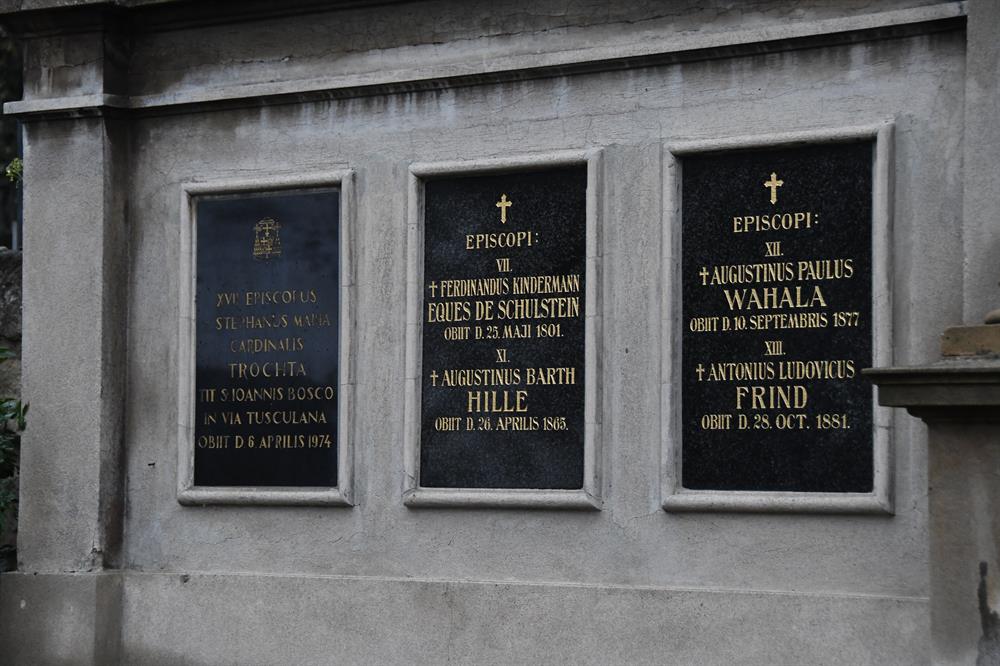 XVII EPISCOPUS
STEPHANUS MARIA
CARDINALIS
TROCHTA
TIT S. IOANNIS BOSCO
IN VIA TUSCULANA
OBIIT D 6 APRILIS 1974
EPISCOPI:
VII.
† FERDINANDUS KINDERMANN
EQUES DE SCHULSTEIN
OBIIT D. 25. MAJI 1801.
XI.
† AUGUSTINUS BARTH
HILLE
OBIIT D. 26. APRILIS 1865.
EPISCOPI:
XII.
† AUGUSTINUS PAULUS
WAHALA
OBIIT D. 10. SEPTEMBRIS 1877
XIII.
† ANTONIUS LUDOVICUS
FRIND
OBIIT D. 28. OCT. 1881.